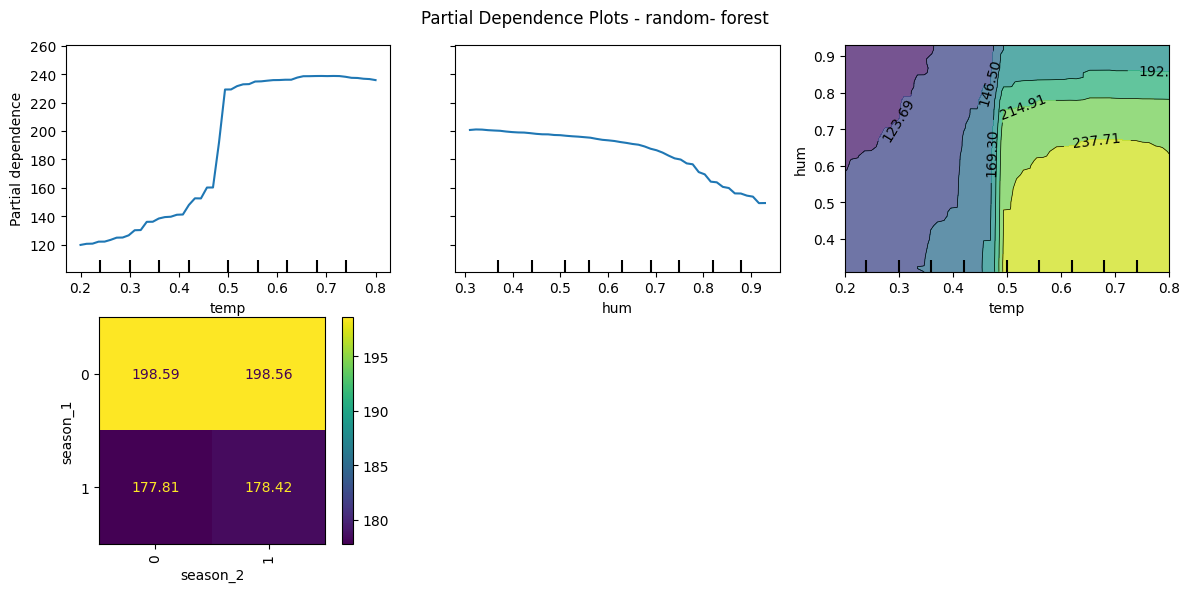 Partial Dependence Plots - random- forest
260
240
220
200
180
160
140
120
Partial dependence
0.2 0.3 0.4 0.5 0.6 0.7 0.8
temp
0.3 0.4 0.5 0.6 0.7 0.8 0.9
hum
0.9
0.8
0.7
0.6
0.5
0.4
hum
123.69
146.50
169.30
192.
214.91
237.71
0.2 0.3 0.4 0.5 0.6 0.7 0.8
temp
0
1
season_1
198.59 198.56
177.81 178.42
0 1
season_2
195
190
185
180